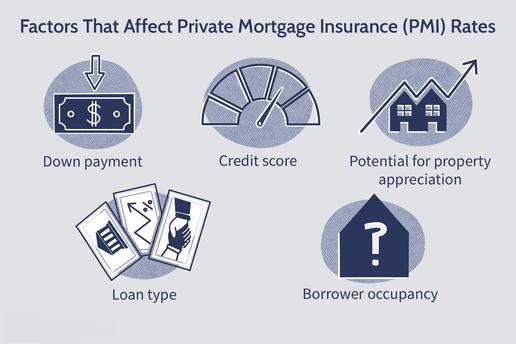 Factors That Affect Private Mortgage Insurance (PMI) Rates
$
Down payment
Credit score
Potential for property
appreciation
%
Loan type
?
Borrower occupancy